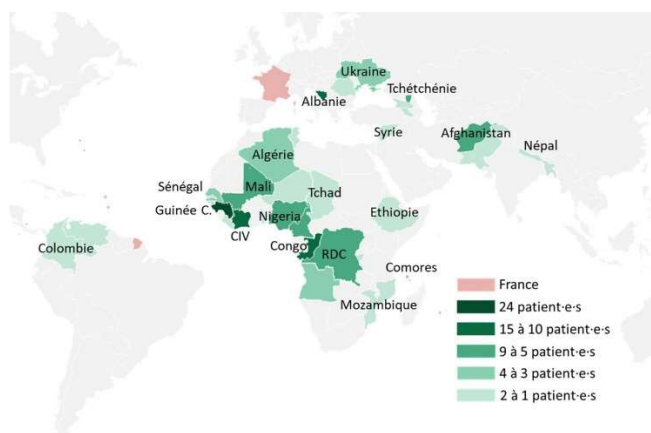 Ukraine
Tchétchénie
Albanie
Syrie
Afghanistan
Népal
Algérie
Sénégal
Mali
Tchad
Guinée C.
Nigeria
Ethiopie
CIV
Colombie
Congo
RDC
Comores
Mozambique
France
24 patient·e·s
15 à 10 patient·e·s
9 à 5 patient·e·s
4 à 3 patient·e·s
2 à 1 patient·e·s